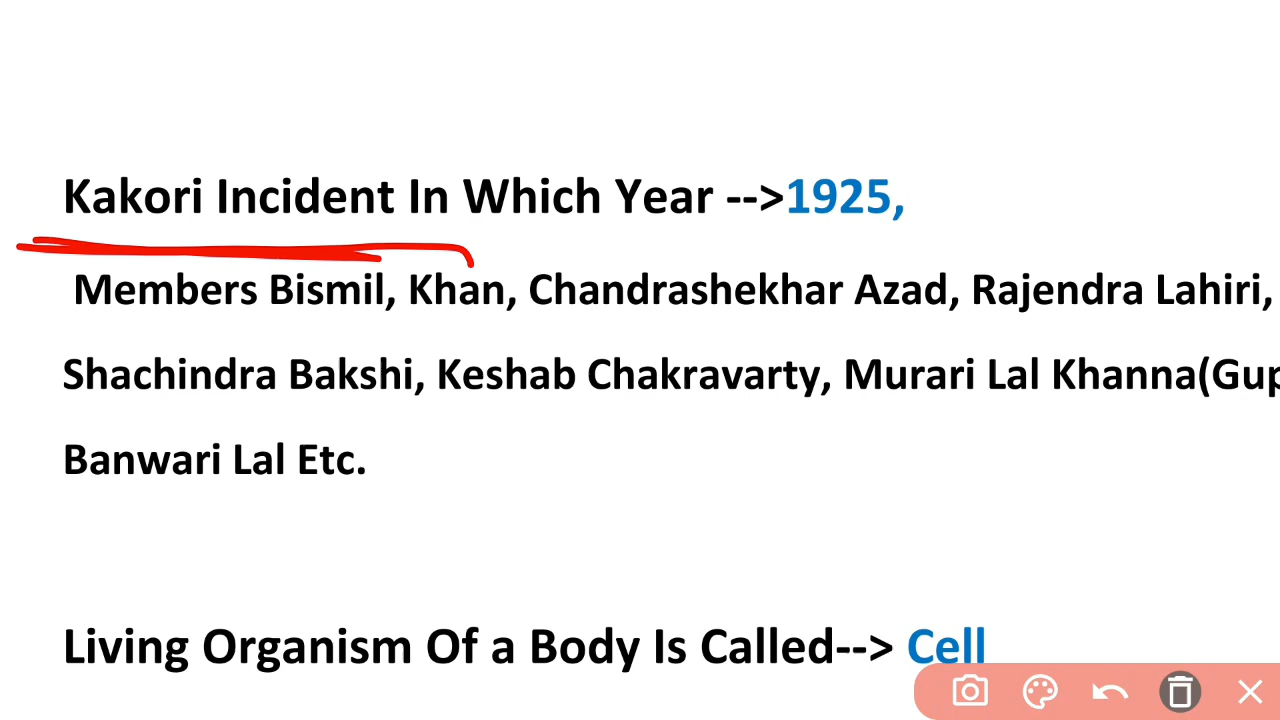 Kakori Incident In Which Year -->1925,
Members Bismil, Khan, Chandrashekhar Azad, Rajendra Lahiri,
Shachindra Bakshi, Keshab Chakravarty, Murari Lal Khanna(Gup
Banwari Lal Etc.
Living Organism Of a Body Is Called--> Cell